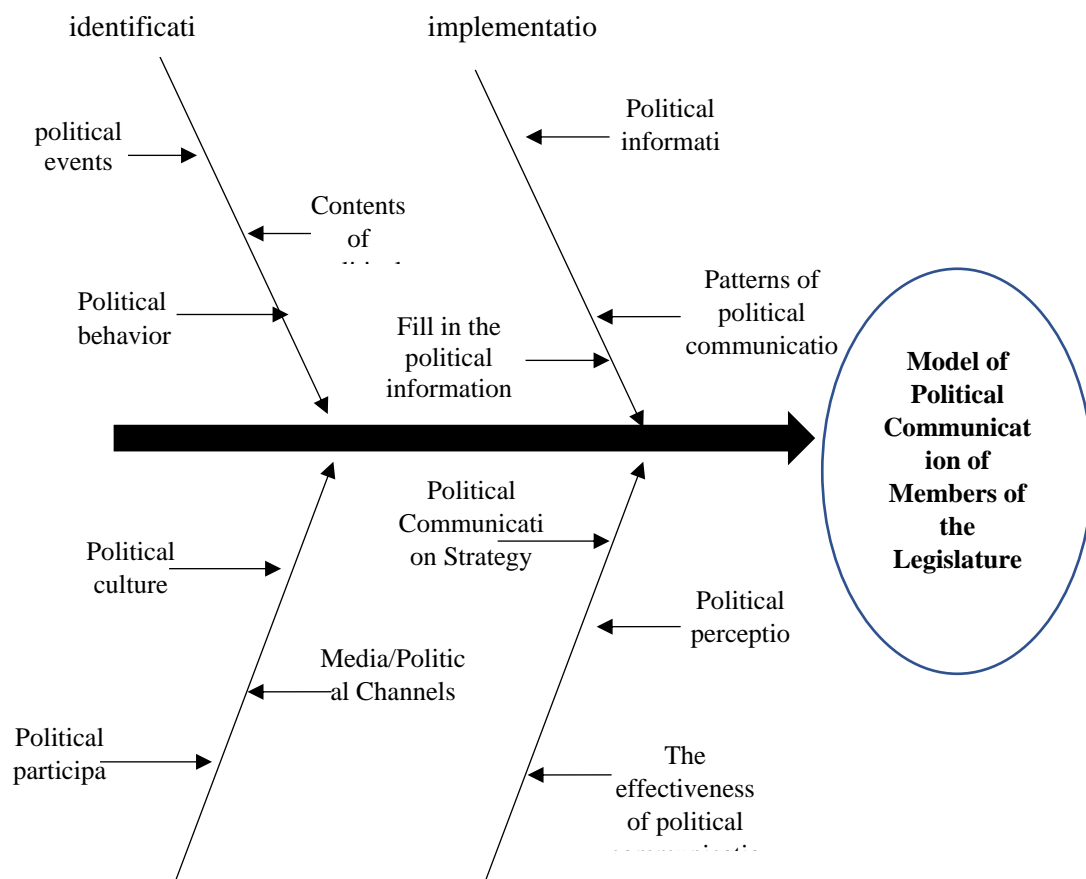 identificati
implementatio
political
events
Contents
of
Political
behavior
Political
informati
Patterns of
political
communicatio
Fill in the
political
information
Model of
Political
Communicat
ion of
Members of
the
Legislature
Political
culture
Political
Communicati
on Strategy
Media/Politic
al Channels
Political
perceptio
Political
participa
The
effectiveness
of political